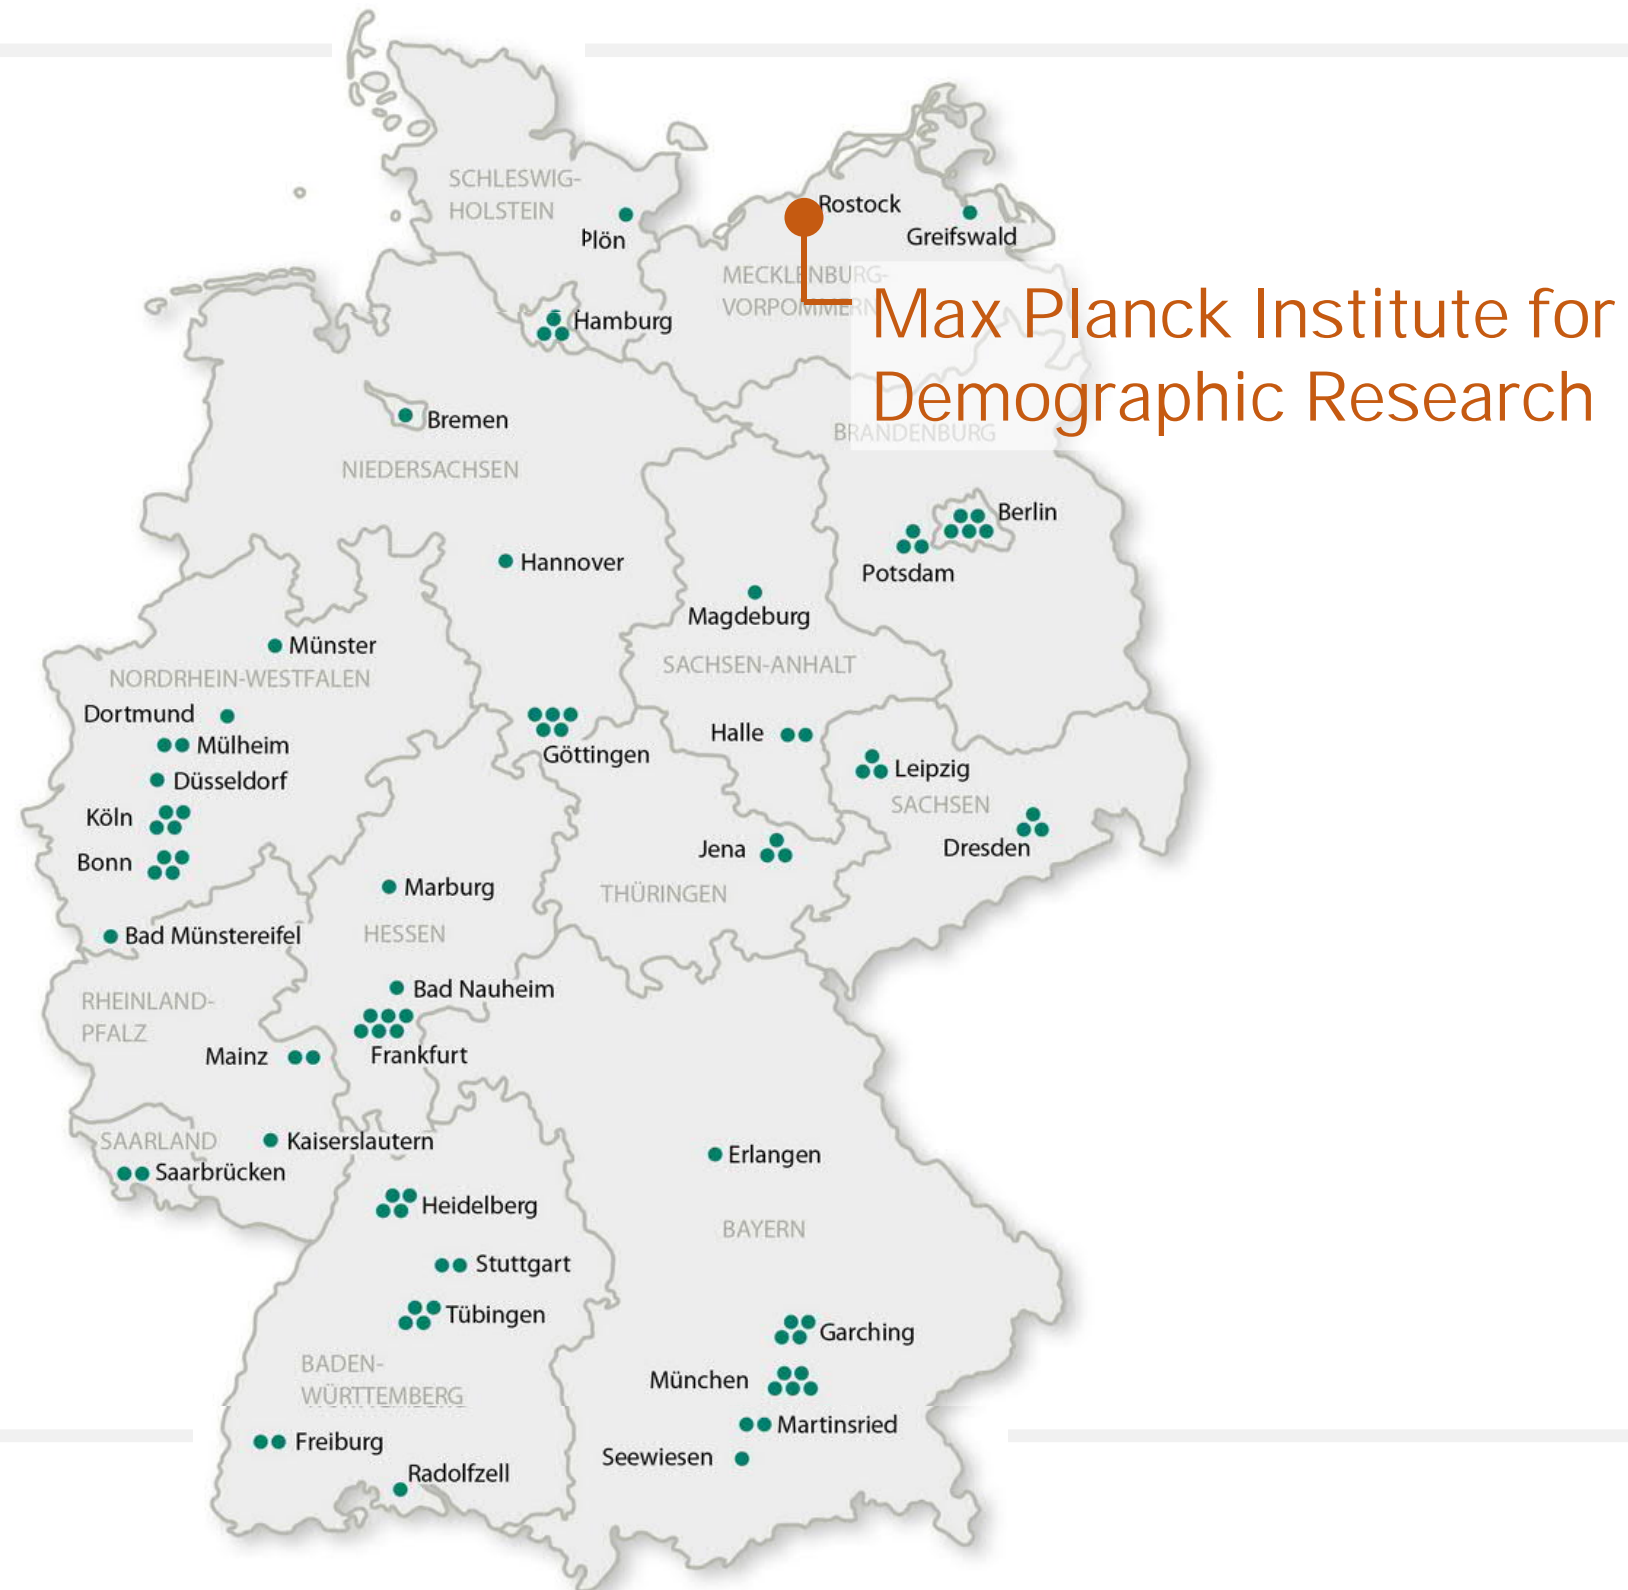 SCHLESWIG-
HOLSTEIN
Plön
Rostock
Greifswald
MECKLENBURG-
VORPOMMERN
Max Planck Institute for
Demographic Research
Hamburg
Bremen
BRANDENBURG
NIEDERSACHSEN
Berlin
Hannover
Potsdam
Magdeburg
Münster
SACHSEN-ANHALT
NORDRHEIN-WESTFALEN
Dortmund
Halle
Mülheim
Göttingen
Leipzig
Düsseldorf
SACHSEN
Köln
Dresden
Jena
Bonn
Marburg
THÜRINGEN
Bad Münstereifel
HESSEN
Bad Nauheim
RHEINLAND-
PFALZ
Mainz
Frankfurt
SAARLAND
Kaiserslautern
Erlangen
Saarbrücken
Heidelberg
BAYERN
Stuttgart
Tübingen
Garching
BADEN-
WÜRTTEMBERG
München
Martinsried
Freiburg
Seewiesen
Radolfzell